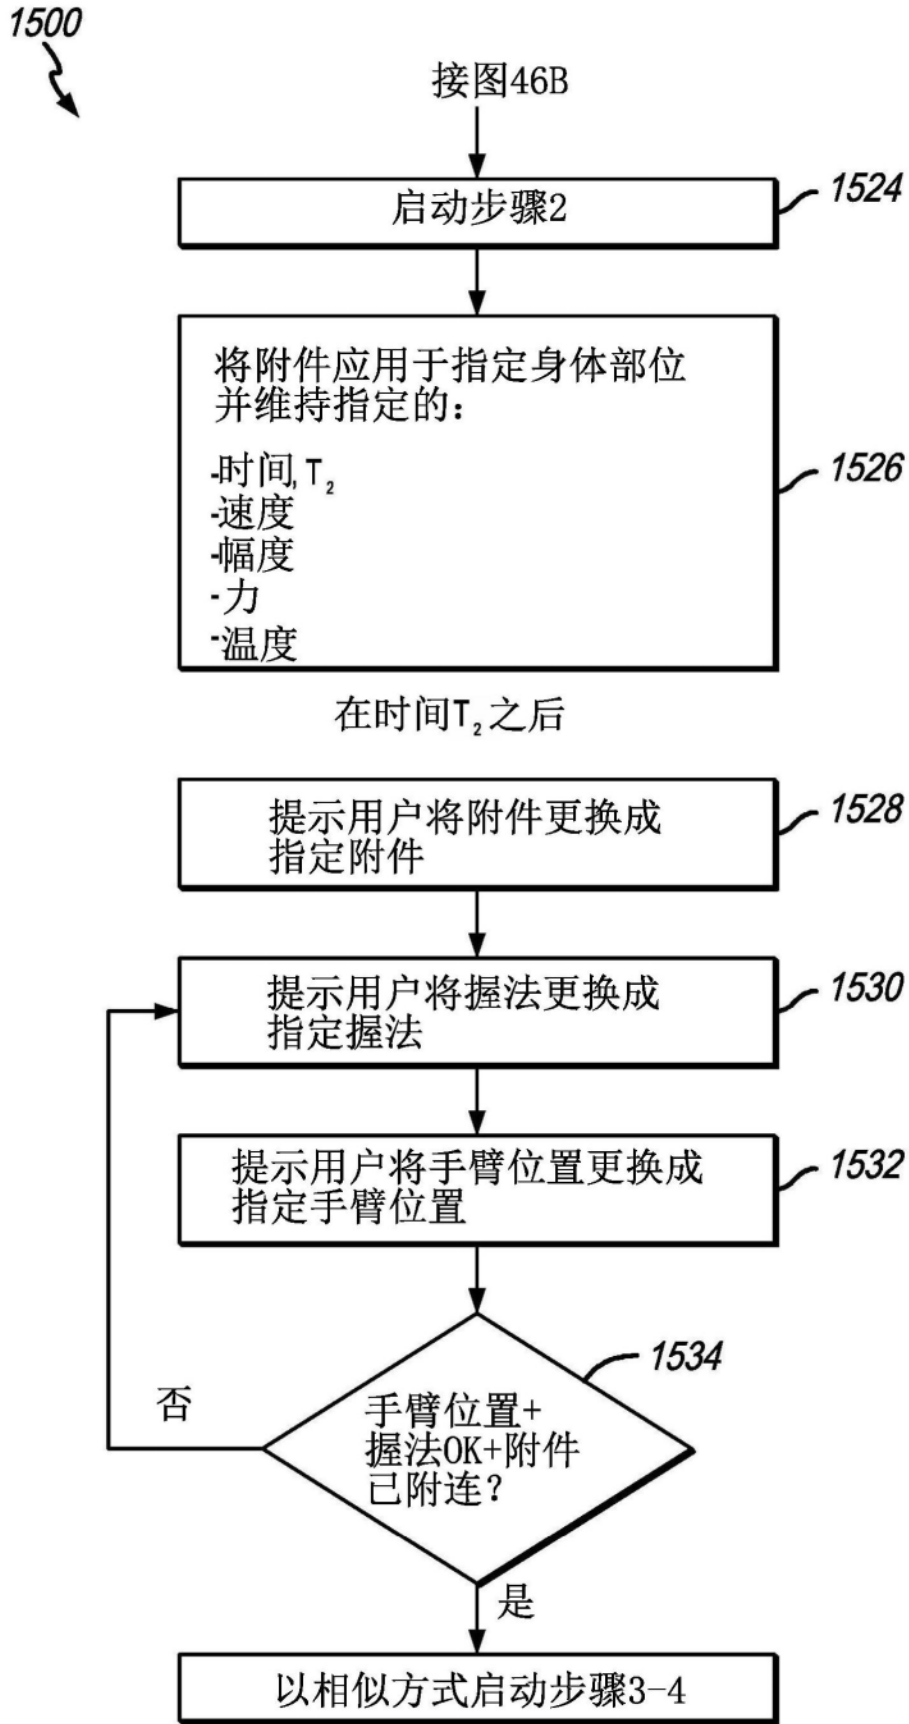 1500
接图46B
启动步骤2
1524
将附件应用于指定身体部位
并维持指定的:
-时间, T₂
-速度
-幅度
-力
-温度
1526
在时间T₂之后
提示用户将附件更换成
指定附件
1528
提示用户将握法更换成
指定握法
1530
提示用户将手臂位置更换成
指定手臂位置
1532
1534
否
手臂位置+
握法OK+附件
已附连?
是
以相似方式启动步骤3-4